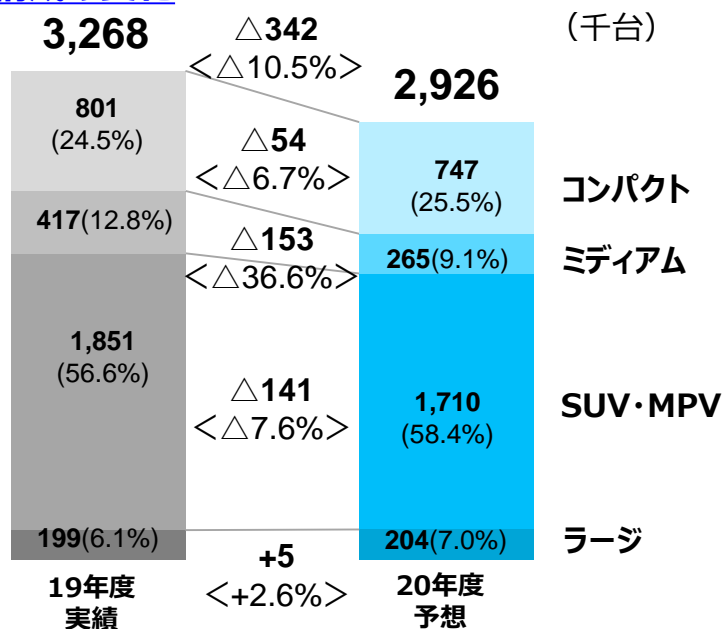 3,268
△342
(千台)
<△10.5%>
2,926
801
(24.5%)
△54
<△6.7%>
747
(25.5%)
コンパクト
417(12.8%)
△153
<△36.6%>
265(9.1%)
ミディアム
1,851
(56.6%)
△141
<△7.6%>
1,710
(58.4%)
SUV・MPV
199(6.1%)
+5
<+2.6%>
204(7.0%)
ラージ
19年度
実績
20年度
予想